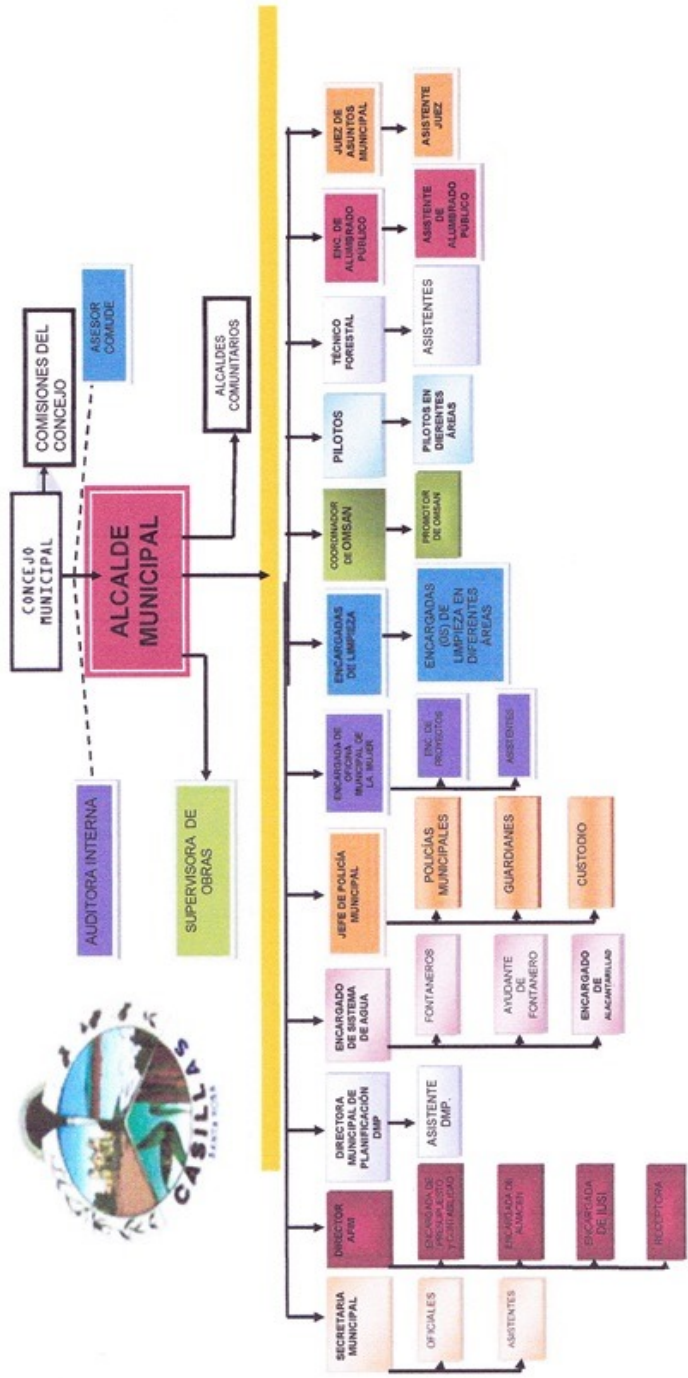 CONCEJO
MUNICIPAL
COMISIONES DEL
CONCEJO
AUDITORA INTERNA
ASESOR
COMUDE
ALCALDE
MUNICIPAL
SUPERVISORA DE
OBRAS
ALCALDES
COMUNITARIOS
CASILLAS
SANTA ROSA
SECRETARIA
MUNICIPAL
OFICIALES
ASISTENTES
DIRECTOR
AFIM
ENCARGADA DE
PRESUPUESTO
Y CONTABILIDAD
ENCARGADA DE
ALMACEN
ENCARGADA
DE IUSI
RECEPTORA
DIRECTORA
MUNICIPAL DE
PLANIFICACIÓN
DMP
ASISTENTE
DMP.
ENCARGADO
DE SISTEMA
DE AGUA
FONTANEROS
AYUDANTE
DE
FONTANERO
ENCARGADO
DE
ALACANTARILLAD
JEFE DE POLICÍA
MUNICIPAL
POLICÍAS
MUNICIPALES
GUARDIANES
CUSTODIO
ENCARGADA DE
OFICINA
MUNICIPAL DE
LA MUJER
ENC. DE
PROYECTOS
ASISTENTES
ENCARGADAS
DE LIMPIEZA
ENCARGADAS
(OS) DE
LIMPIEZA EN
DIFERENTES
ÁREAS
COORDINADOR
DE OMSAN
PROMOTOR
DE OMSAN
PILOTOS
PILOTOS EN
DIERENTES
ÁREAS
TÉCNICO
FORESTAL
ASISTENTES
ENC. DE
ALUMBRADO
PÚBLICO
ASISTENTE
DE
ALUMBRADO
PÚBLICO
JUEZ DE
ASUNTOS
MUNICIPAL
ASISTENTE
JUEZ